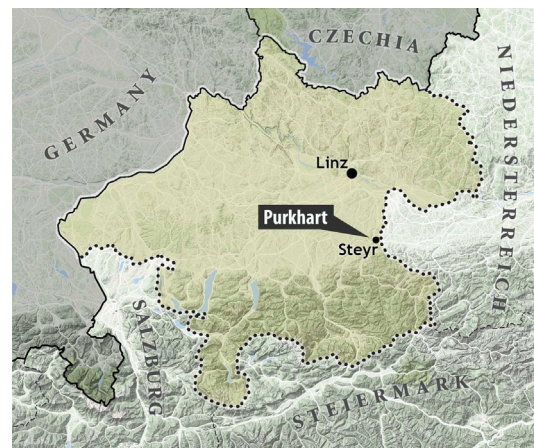 CZECHIA
GERMANY
NIEDERSTERREICH
Linz
Purkhart
Steyr
SALZBURG
STEIERMARK